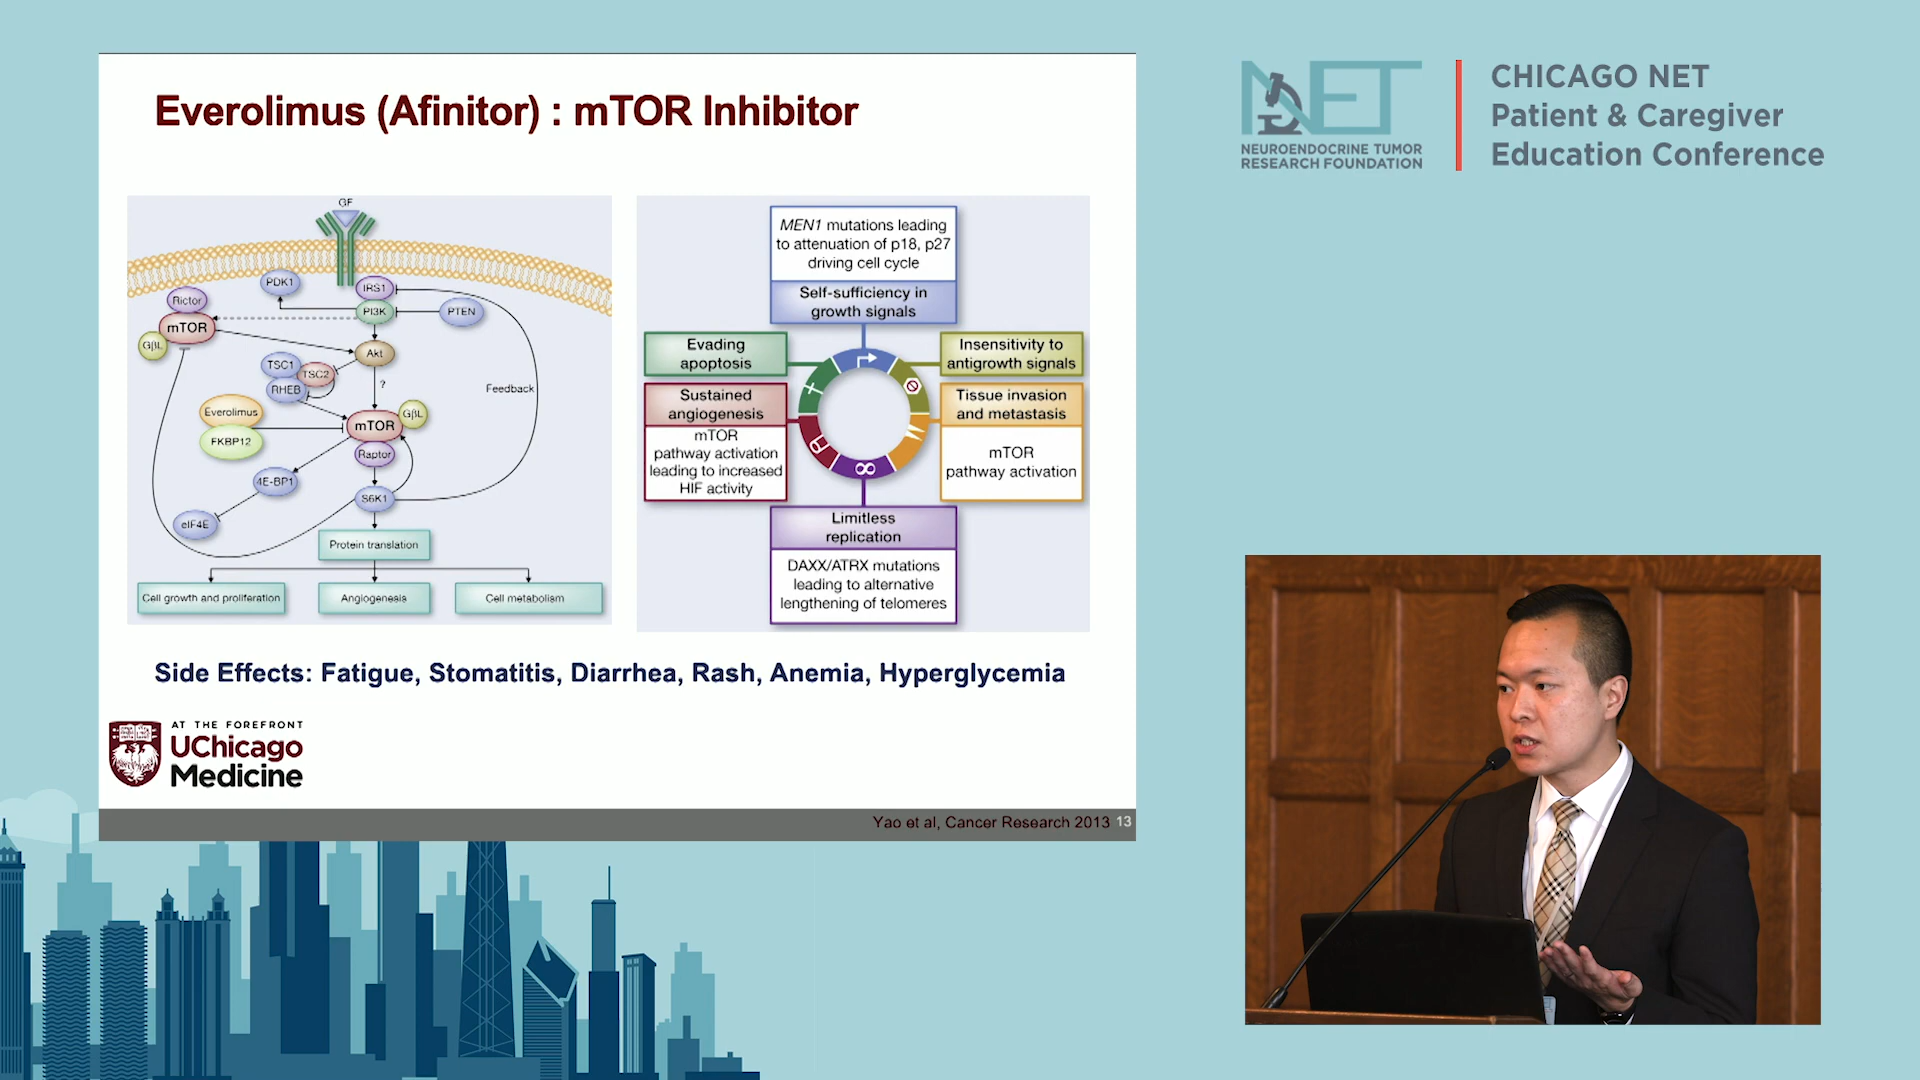 Everolimus (Afinitor) : mTOR Inhibitor
GF
PDK1
IRS1
Rictor
PI3K
PTEN
mTOR
GβL
Akt
TSC1
TSC2
?
RHEB
Feedback
Everolimus
GβL
mTOR
FKBP12
Raptor
4E-BP1
S6K1
eIF4E
Protein translation
Cell growth and proliferation
Angiogenesis
Cell metabolism
MEN1 mutations leading
to attenuation of p18, p27
driving cell cycle
Self-sufficiency in
growth signals
Evading
apoptosis
Insensitivity to
antigrowth signals
Sustained
angiogenesis
mTOR
pathway activation
leading to increased
HIF activity
Tissue invasion
and metastasis
mTOR
pathway activation
Limitless
replication
DAXX/ATRX mutations
leading to alternative
lengthening of telomeres
Side Effects: Fatigue, Stomatitis, Diarrhea, Rash, Anemia, Hyperglycemia
AT THE FOREFRONT
UChicago
Medicine
Yao et al, Cancer Research 2013 13
NET
NEUROENDOCRINE TUMOR
RESEARCH FOUNDATION
CHICAGO NET
Patient & Caregiver
Education Conference